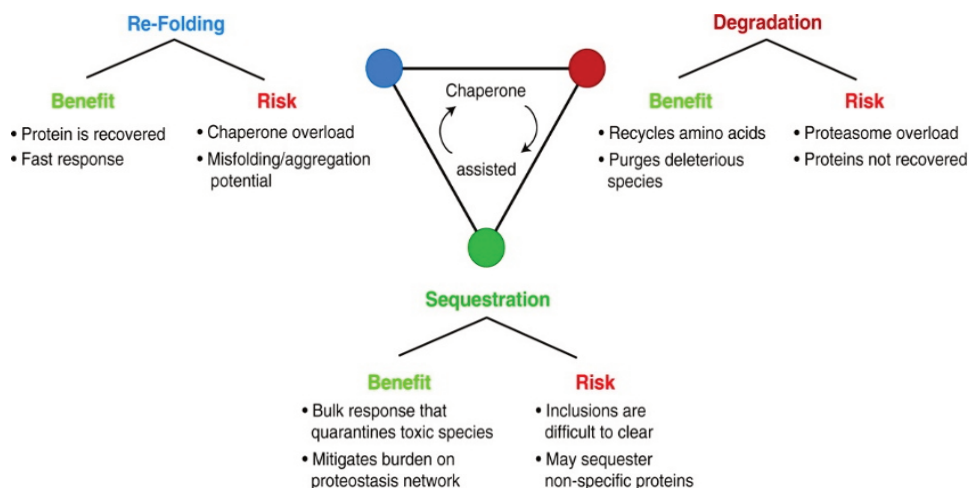 Re-Folding
Benefit
• Protein is recovered
• Fast response
Risk
• Chaperone overload
• Misfolding/aggregation
potential
Chaperone
assisted
Degradation
Benefit
• Recycles amino acids
• Purges deleterious
species
Risk
• Proteasome overload
• Proteins not recovered
Sequestration
Benefit
• Bulk response that
quarantines toxic species
• Mitigates burden on
proteostasis network
Risk
• Inclusions are
difficult to clear
• May sequester
non-specific proteins